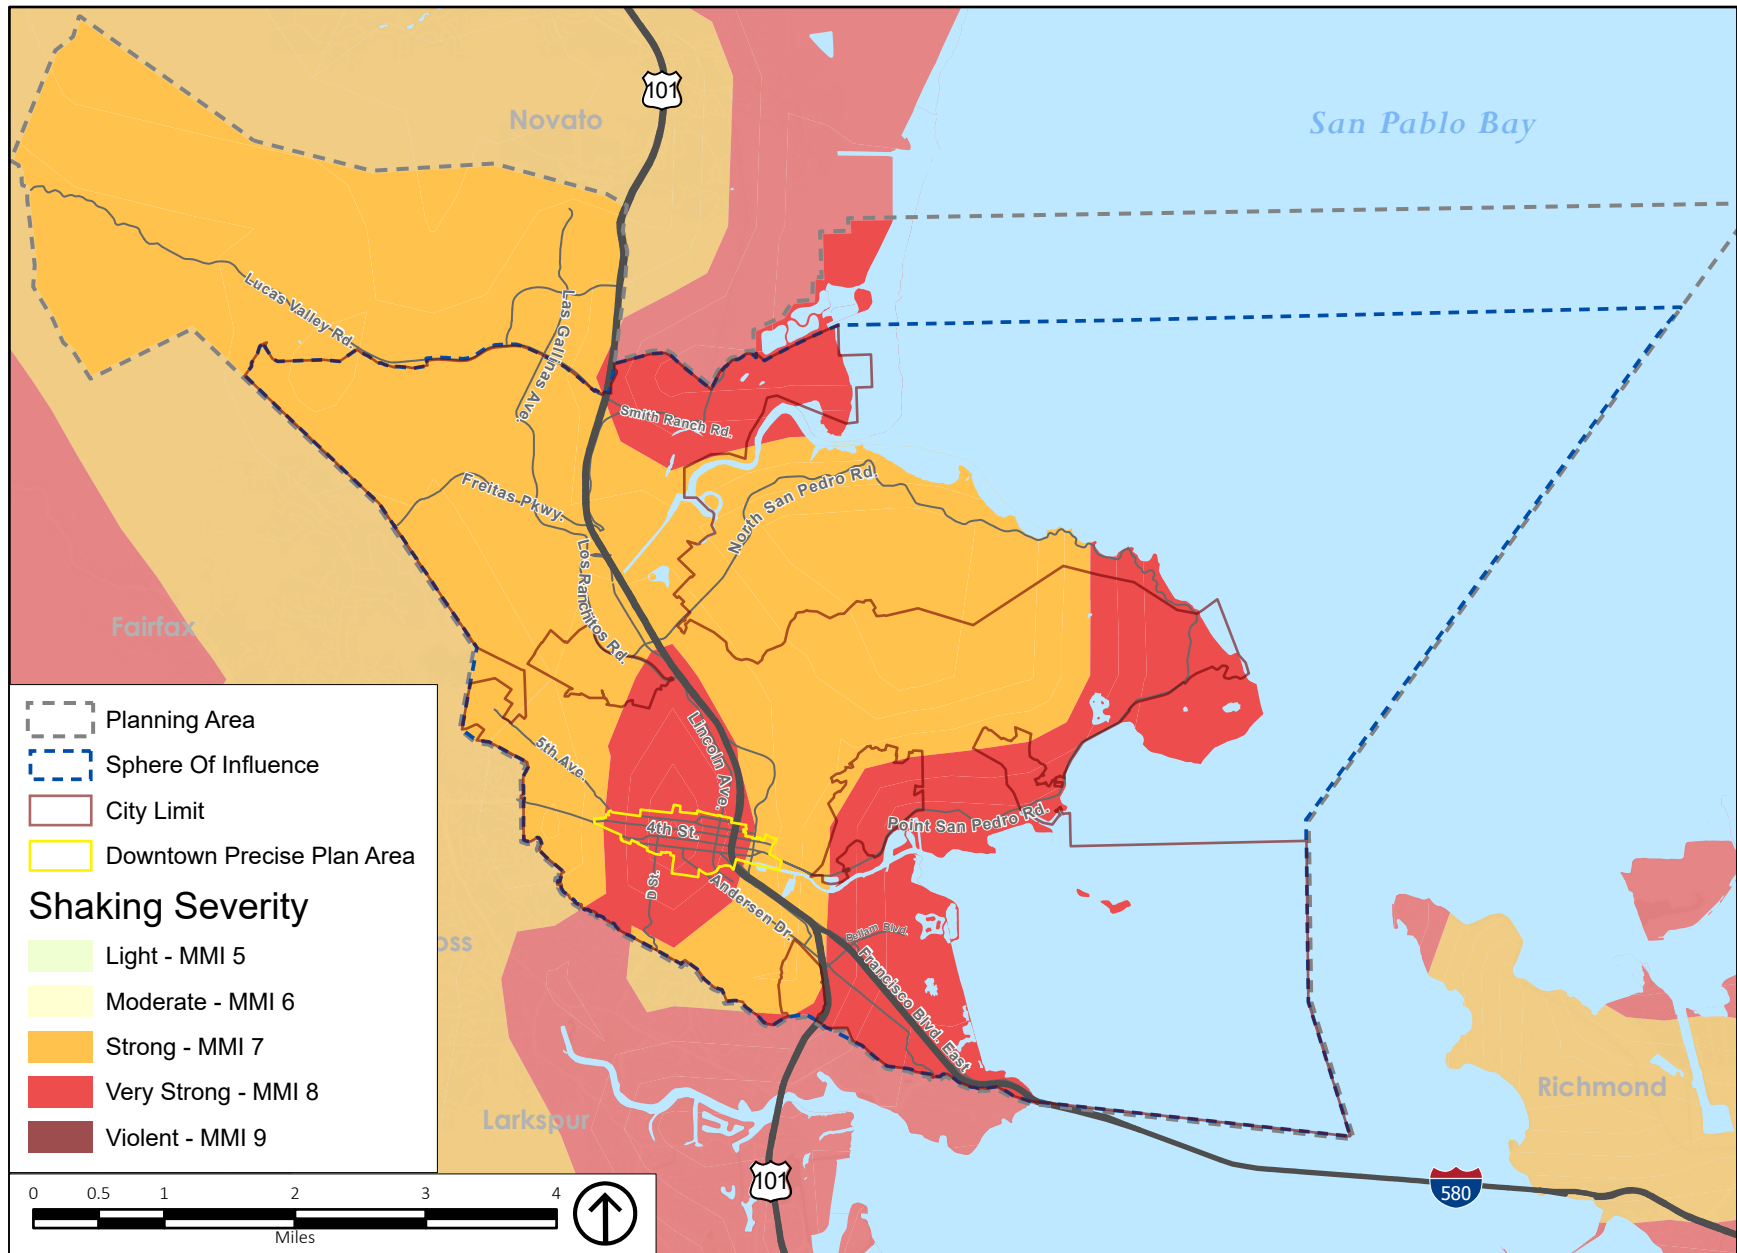 101
Novato
San Pablo Bay
Lucas Valley Rd.
Las Gallinas Ave.
Smith Ranch Rd.
Freitas Pkwy.
North San Pedro Rd.
Los Ranchitos Rd.
Fairfax
Lincoln Ave.
5th Ave.
4th St.
Point San Pedro Rd.
D St.
Andersen Dr.
Bellam Blvd.
Francisco Blvd. East
oss
Larkspur
Richmond
101
580
Planning Area
Sphere Of Influence
City Limit
Downtown Precise Plan Area
Shaking Severity
Light - MMI 5
Moderate - MMI 6
Strong - MMI 7
Very Strong - MMI 8
Violent - MMI 9
0 0.5 1 2 3 4
Miles